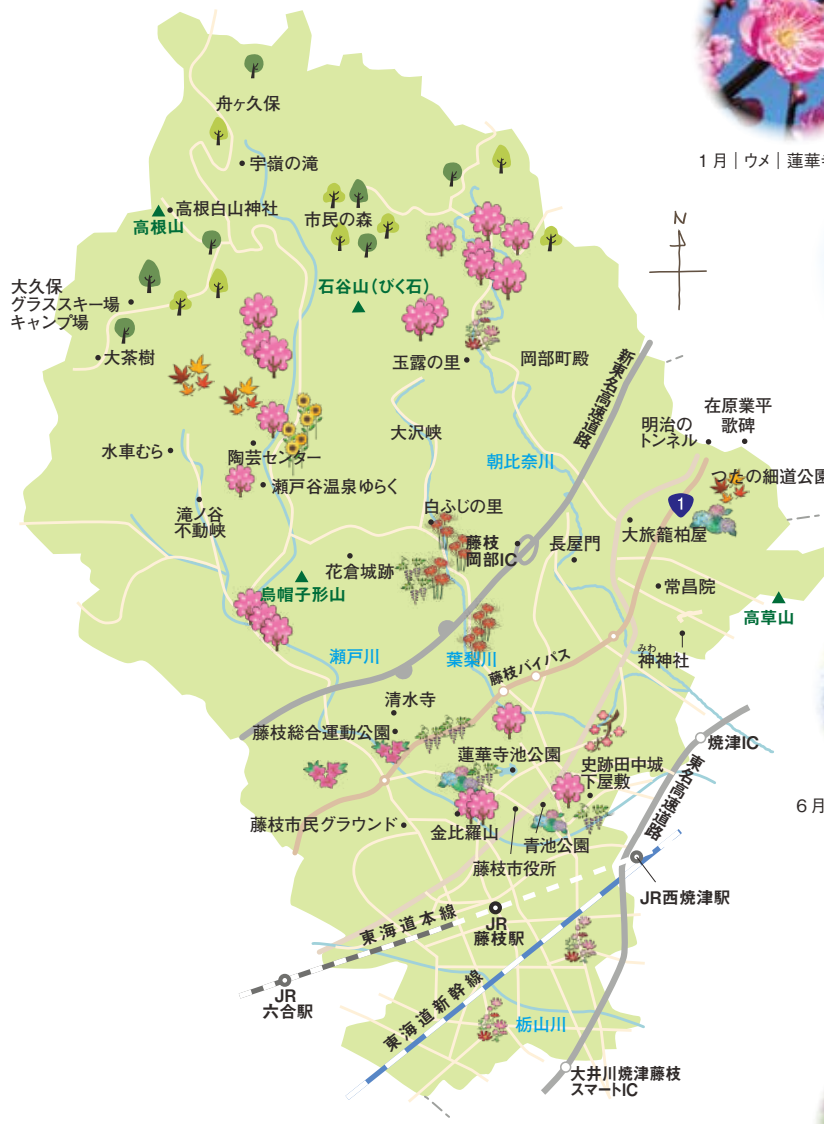 舟ヶ久保
1月｜ウメ｜蓮華寺
宇嶺の滝
高根白山神社
高根山
市民の森
N
大久保
グラススキー場
キャンプ場
石谷山（びく石）
大茶樹
玉露の里
岡部町殿
新東名高速道路
在原業平
歌碑
明治の
トンネル
大沢峡
水車むら
陶芸センター
朝比奈川
つたの細道公園
瀬戸谷温泉ゆらく
1
滝ノ谷
不動峡
白ふじの里
大旅籠柏屋
藤枝
岡部IC
長屋門
花倉城跡
烏帽子形山
常昌院
高草山
瀬戸川
葉梨川
みわ
神神社
藤枝バイパス
清水寺
藤枝総合運動公園
焼津IC
蓮華寺池公園
史跡田中城
下屋敷
東名高速道路
6月
藤枝市民グラウンド
金比羅山
青池公園
藤枝市役所
JR西焼津駅
東海道本線
JR
藤枝駅
JR
六合駅
東海道新幹線
栃山川
大井川焼津藤枝
スマートIC